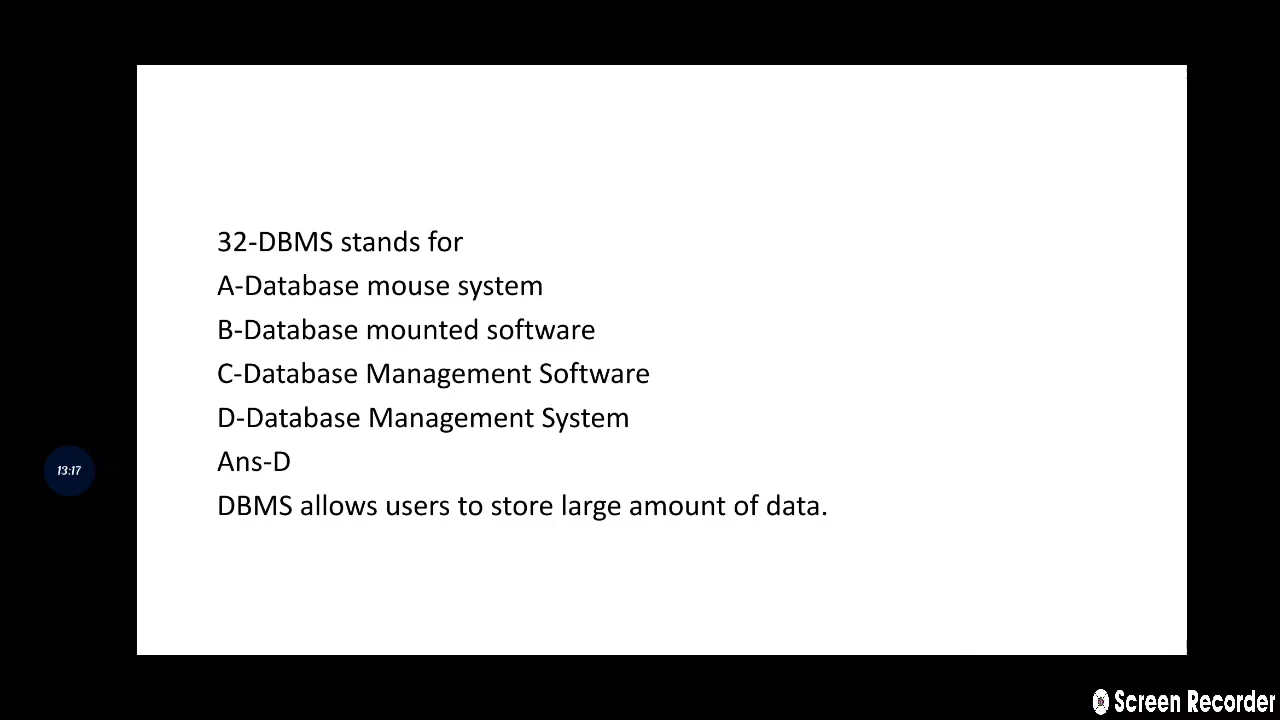 32-DBMS stands for
A-Database mouse system
B-Database mounted software
C-Database Management Software
D-Database Management System
Ans-D
13:17
DBMS allows users to store large amount of data.
Screen Recorder